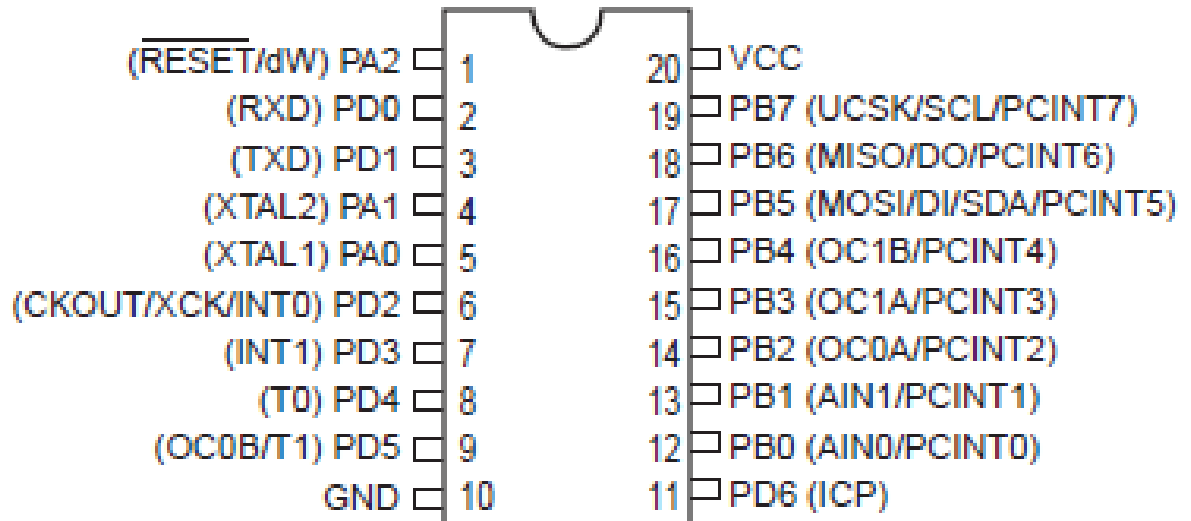 (RESET/dW) PA2 1 20 VCC
(RXD) PD0 2 19 PB7 (UCSK/SCL/PCINT7)
(TXD) PD1 3 18 PB6 (MISO/DO/PCINT6)
(XTAL2) PA1 4 17 PB5 (MOSI/DI/SDA/PCINT5)
(XTAL1) PA0 5 16 PB4 (OC1B/PCINT4)
(CKOUT/XCK/INT0) PD2 6 15 PB3 (OC1A/PCINT3)
(INT1) PD3 7 14 PB2 (OC0A/PCINT2)
(T0) PD4 8 13 PB1 (AIN1/PCINT1)
(OC0B/T1) PD5 9 12 PB0 (AIN0/PCINT0)
GND 10 11 PD6 (ICP)